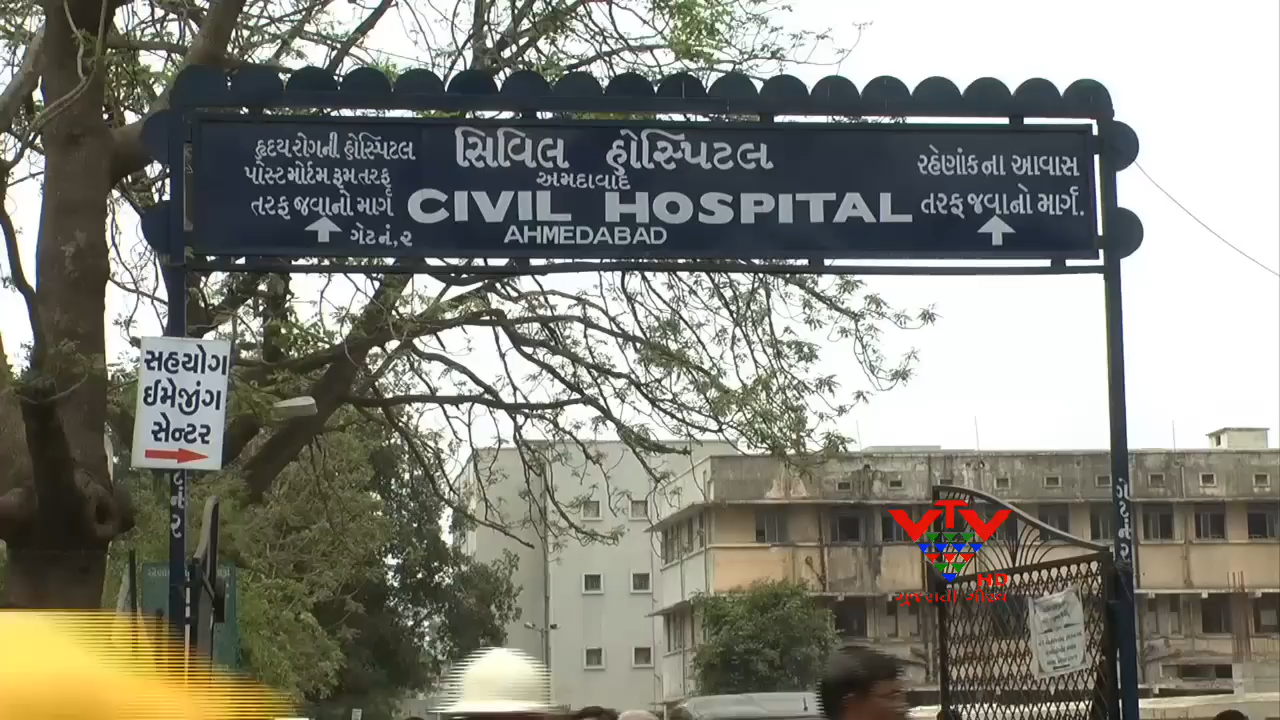 હૃદયરોગની હોસ્પિટલ
પોસ્ટમોર્ટમ રૂમ તરફ
તરફ જવાનો માર્ગ
ગેટ નં,૨
સિવિલ હોસ્પિટલ
અમદાવાદ
CIVIL HOSPITAL
AHMEDABAD
રહેણાંકના આવાસ
તરફ જવાનો માર્ગ.
સહયોગ
ઈમેજીંગ
સેન્ટર
VTV
HD
ગુજરાતી